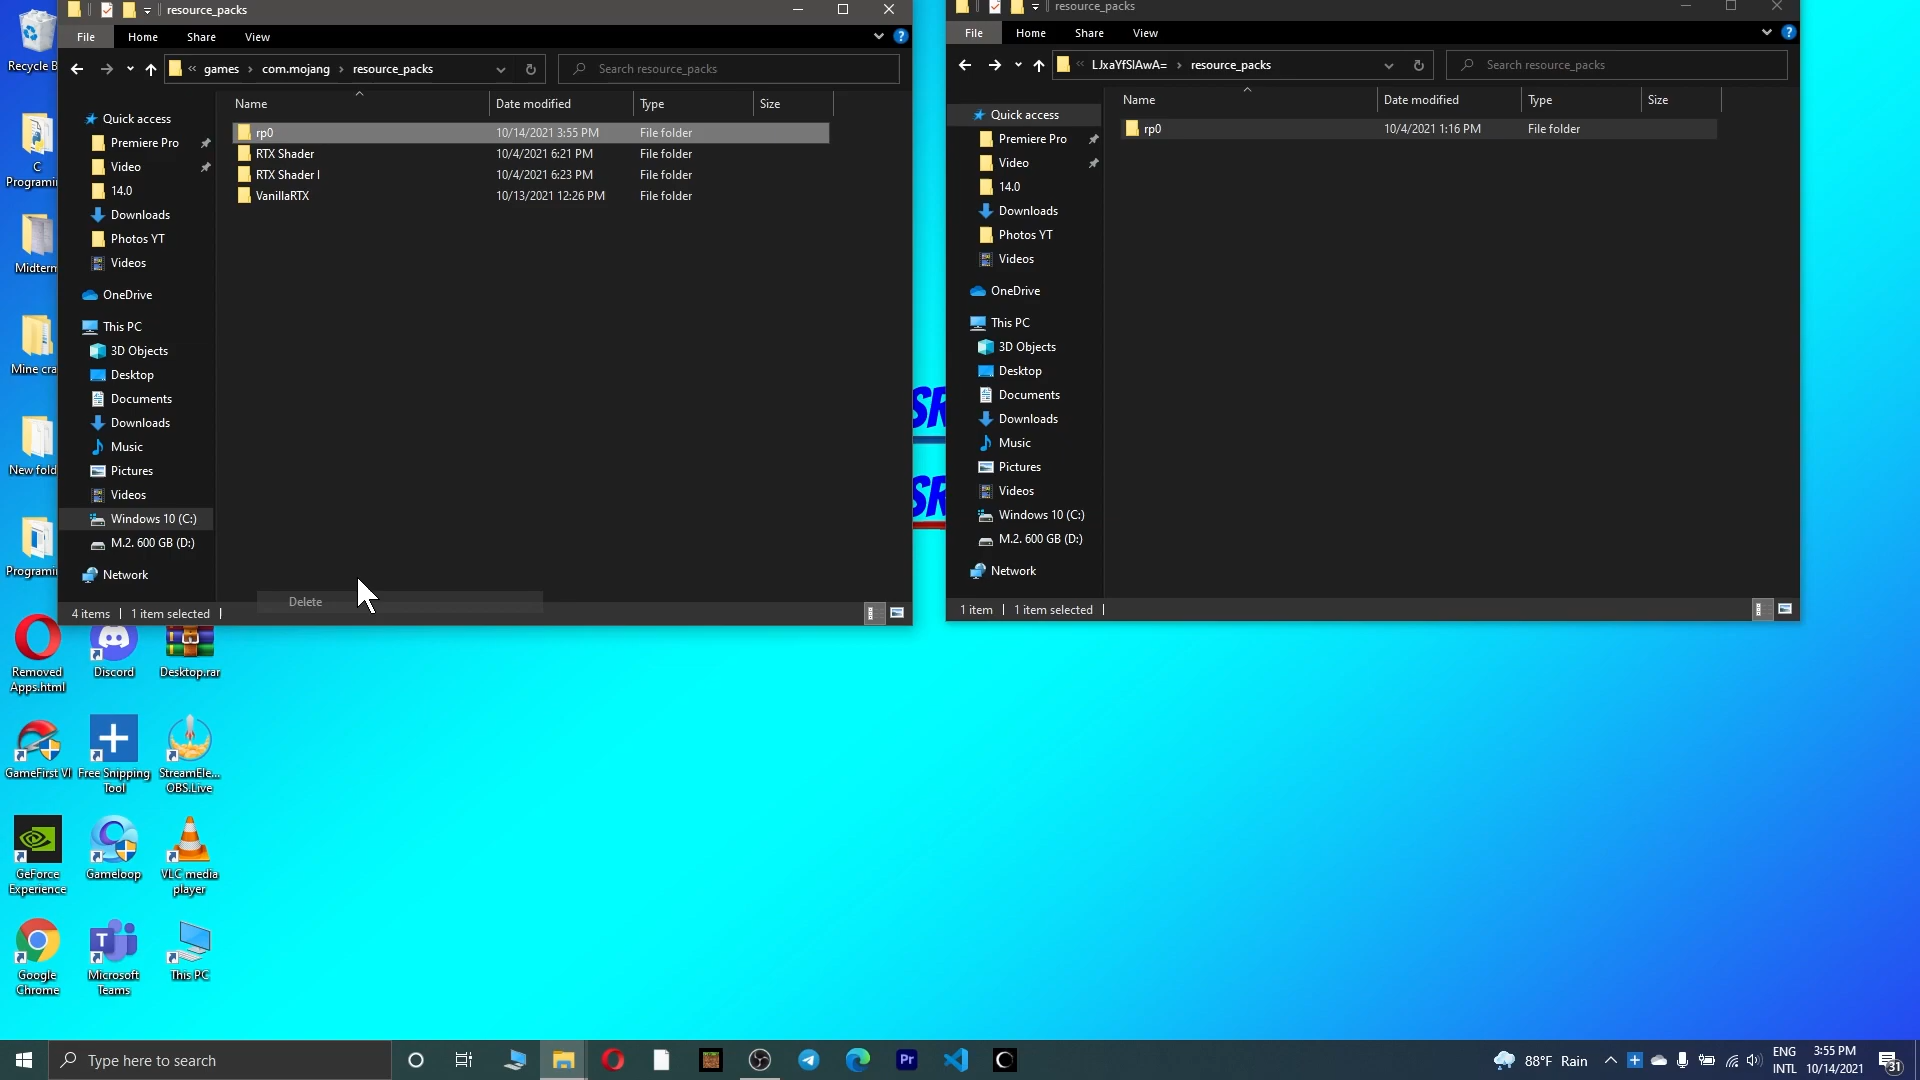 resource_packs
File Home Share View
games com.mojang resource_packs
Search resource_packs
Name Date modified Type Size
rp0 10/14/2021 3:55 PM File folder
RTX Shader 10/4/2021 6:21 PM File folder
RTX Shader I 10/4/2021 6:23 PM File folder
VanillaRTX 10/13/2021 12:26 PM File folder
Quick access
Premiere Pro
Video
14.0
Downloads
Photos YT
Videos
OneDrive
This PC
3D Objects
Desktop
Documents
Downloads
Music
Pictures
Videos
Windows 10 (C:)
M.2. 600 GB (D:)
Network
Delete
4 items 1 item selected
resource_packs
File Home Share View
LJxaYfSlAwA= resource_packs
Search resource_packs
Name Date modified Type Size
rp0 10/4/2021 1:16 PM File folder
Quick access
Premiere Pro
Video
14.0
Downloads
Photos YT
Videos
OneDrive
This PC
3D Objects
Desktop
Documents
Downloads
Music
Pictures
Videos
Windows 10 (C:)
M.2. 600 GB (D:)
Network
1 item 1 item selected
SR
SR
Recycle B
C
Programin
Midterm
Mine cra
New fold
Programin
Removed
Apps.html
Discord
Desktop.rar
GameFirst VI
Free Snipping
Tool
StreamEle...
OBS.Live
GeForce
Experience
Gameloop
VLC media
player
Google
Chrome
Microsoft
Teams
This PC
Type here to search
Pr
88°F Rain
ENG
INTL
3:55 PM
10/14/2021
31